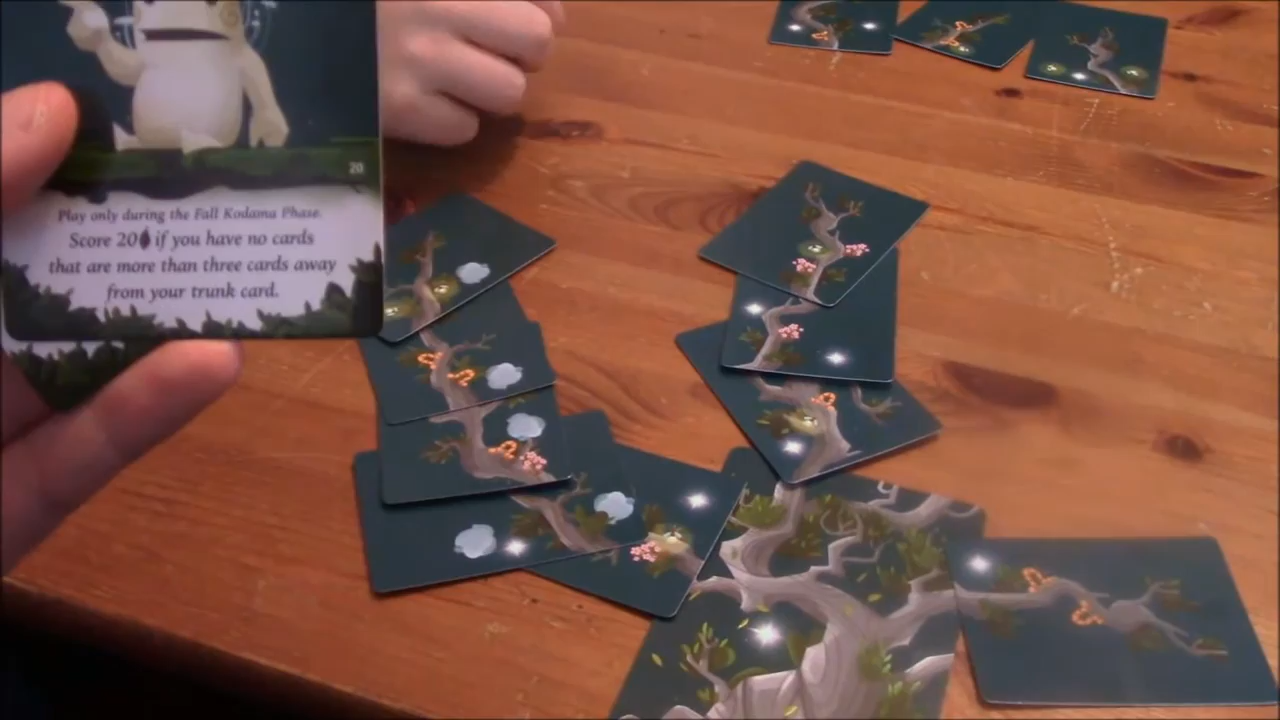 20
Play only during the Fall Kodama Phase.
Score 20 if you have no cards
that are more than three cards away
from your trunk card.